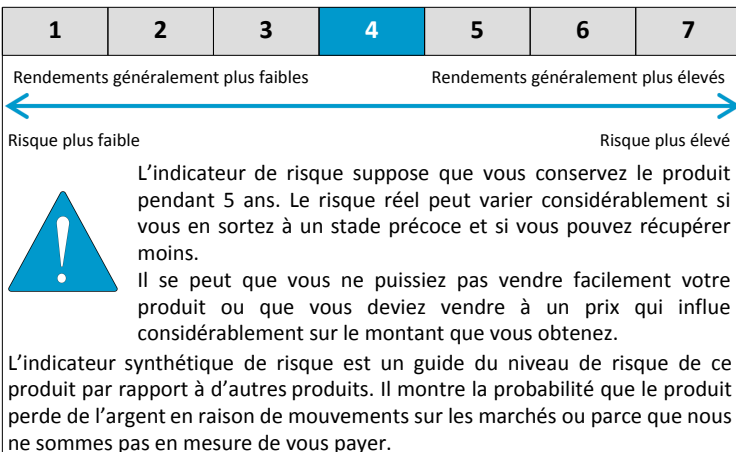 1 2 3 4 5 6 7
Rendements généralement plus faibles Rendements généralement plus élevés
Risque plus faible Risque plus élevé
L'indicateur de risque suppose que vous conservez le produit
pendant 5 ans. Le risque réel peut varier considérablement si
vous en sortez à un stade précoce et si vous pouvez récupérer
moins.
Il se peut que vous ne puissiez pas vendre facilement votre
produit ou que vous deviez vendre à un prix qui influe
considérablement sur le montant que vous obtenez.
L'indicateur synthétique de risque est un guide du niveau de risque de ce
produit par rapport à d'autres produits. Il montre la probabilité que le produit
perde de l'argent en raison de mouvements sur les marchés ou parce que nous
ne sommes pas en mesure de vous payer.